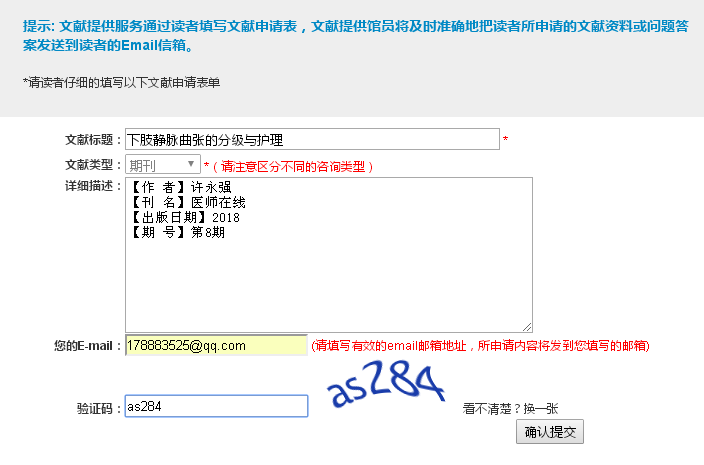 提示: 文献提供服务通过读者填写文献申请表，文献提供馆员将及时准确地把读者所申请的文献资料或问题答
案发送到读者的Email信箱。
*请读者仔细的填写以下文献申请表单
文献标题： 下肢静脉曲张的分级与护理 *
文献类型： 期刊 *（请注意区分不同的咨询类型）
详细描述： 【作 者】许永强
【刊 名】医师在线
【出版日期】2018
【期 号】第8期
您的E-mail： 178883525@qq.com (请填写有效的email邮箱地址，所申请内容将发到您填写的邮箱)
as284
验证码： as284 看不清楚？换一张
确认提交